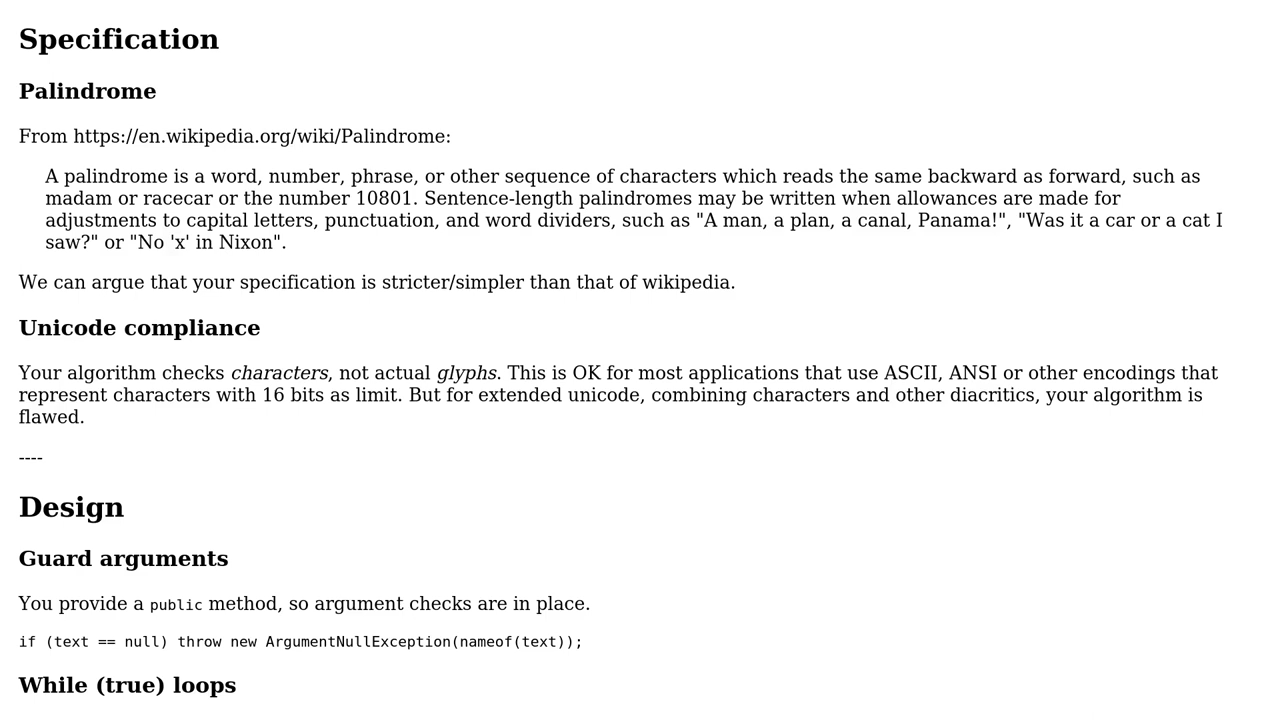 Specification
Palindrome
From https://en.wikipedia.org/wiki/Palindrome:
A palindrome is a word, number, phrase, or other sequence of characters which reads the same backward as forward, such as
madam or racecar or the number 10801. Sentence-length palindromes may be written when allowances are made for
adjustments to capital letters, punctuation, and word dividers, such as "A man, a plan, a canal, Panama!", "Was it a car or a cat I
saw?" or "No 'x' in Nixon".
We can argue that your specification is stricter/simpler than that of wikipedia.
Unicode compliance
Your algorithm checks characters, not actual glyphs. This is OK for most applications that use ASCII, ANSI or other encodings that
represent characters with 16 bits as limit. But for extended unicode, combining characters and other diacritics, your algorithm is
flawed.
----
Design
Guard arguments
You provide a public method, so argument checks are in place.
if (text == null) throw new ArgumentNullException(nameof(text));
While (true) loops